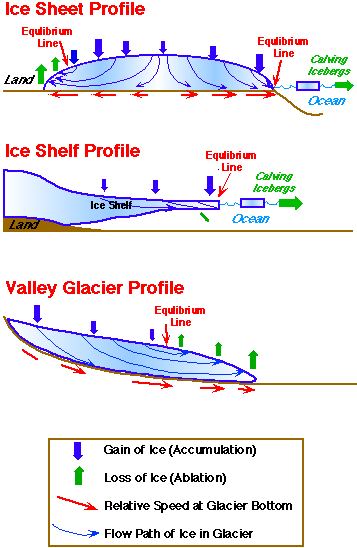 Ice Sheet Profile
Equlibrium
Line
Equlibrium
Line
Calving
Icebergs
Land
Ocean
Ice Shelf Profile
Equlibrium
Line
Calving
Icebergs
Ice Shelf
Ocean
Land
Valley Glacier Profile
Equlibrium
Line
Gain of Ice (Accumulation)
Loss of Ice (Ablation)
Relative Speed at Glacier Bottom
Flow Path of Ice in Glacier